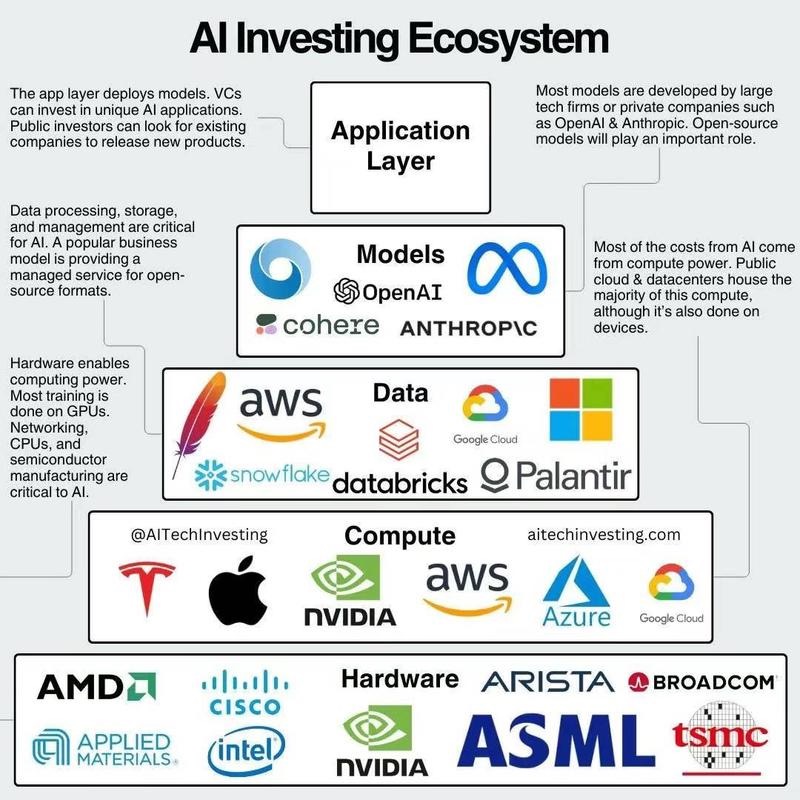 AI Investing Ecosystem
The app layer deploys models. VCs
can invest in unique AI applications.
Public investors can look for existing
companies to release new products.
Application
Layer
Most models are developed by large
tech firms or private companies such
as OpenAI & Anthropic. Open-source
models will play an important role.
Data processing, storage,
and management are critical
for AI. A popular business
model is providing a
managed service for open-
source formats.
Models
OpenAI
cohere
ANTHROP\C
Most of the costs from AI come
from compute power. Public
cloud & datacenters house the
majority of this compute,
although it's also done on
devices.
Hardware enables
computing power.
Most training is
done on GPUs.
Networking,
CPUs, and
semiconductor
manufacturing are
critical to AI.
aws
Data
Google Cloud
snowflake
databricks
Palantir
@AITechInvesting
Compute
aitechinvesting.com
NVIDIA
aws
Azure
Google Cloud
AMD
CISCO
Hardware
ARISTA
BROADCOM
APPLIED
MATERIALS
intel
NVIDIA
ASML
tsmc